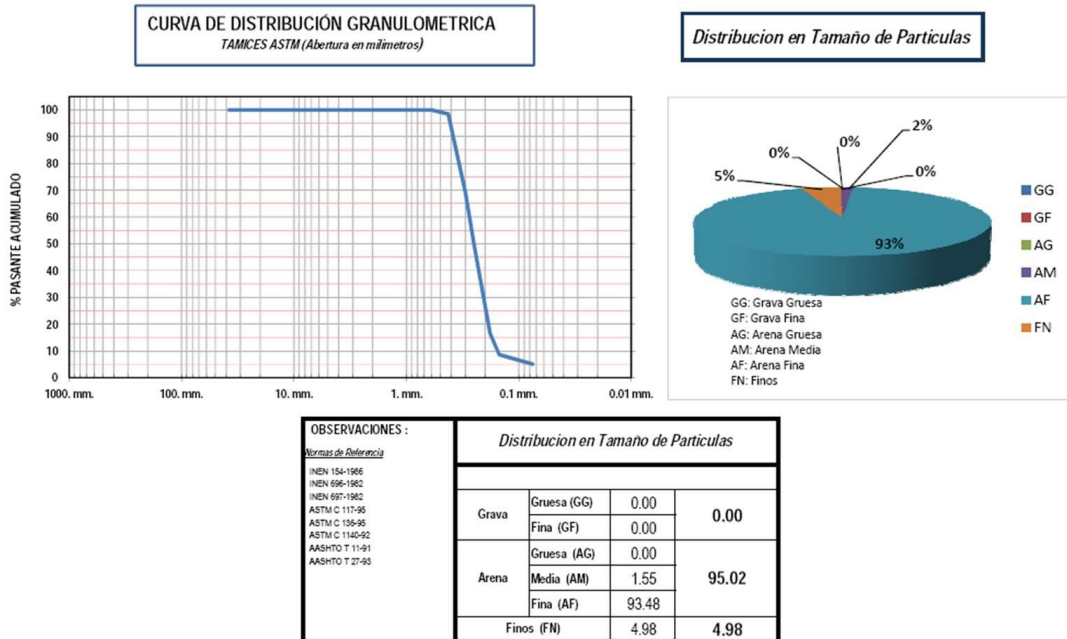 CURVA DE DISTRIBUCIÓN GRANULOMETRICA
TAMICES ASTM (Abertura en milímetros)
Distribucion en Tamaño de Particulas
% PASANTE ACUMULADO
100
90
80
70
60
50
40
30
20
10
0
1000. mm.
100. mm.
10. mm.
1. mm.
0.1 mm.
0.01 mm.
5%
0%
0%
2%
0%
93%
GG
GF
AG
AM
AF
FN
GG: Grava Gruesa
GF: Grava Fina
AG: Arena Gruesa
AM: Arena Media
AF: Arena Fina
FN: Finos
OBSERVACIONES :
Normas de Referencia
INEN 154-1986
INEN 696-1982
INEN 697-1982
ASTM C 117-95
ASTM C 136-95
ASTM C 1140-92
AASHTO T 11-91
AASHTO T 27-93
Distribucion en Tamaño de Particulas
Grava
Gruesa (GG) 0.00
0.00
Fina (GF) 0.00
Arena
Gruesa (AG) 0.00
Media (AM) 1.55
95.02
Fina (AF) 93.48
Finos (FN) 4.98 4.98